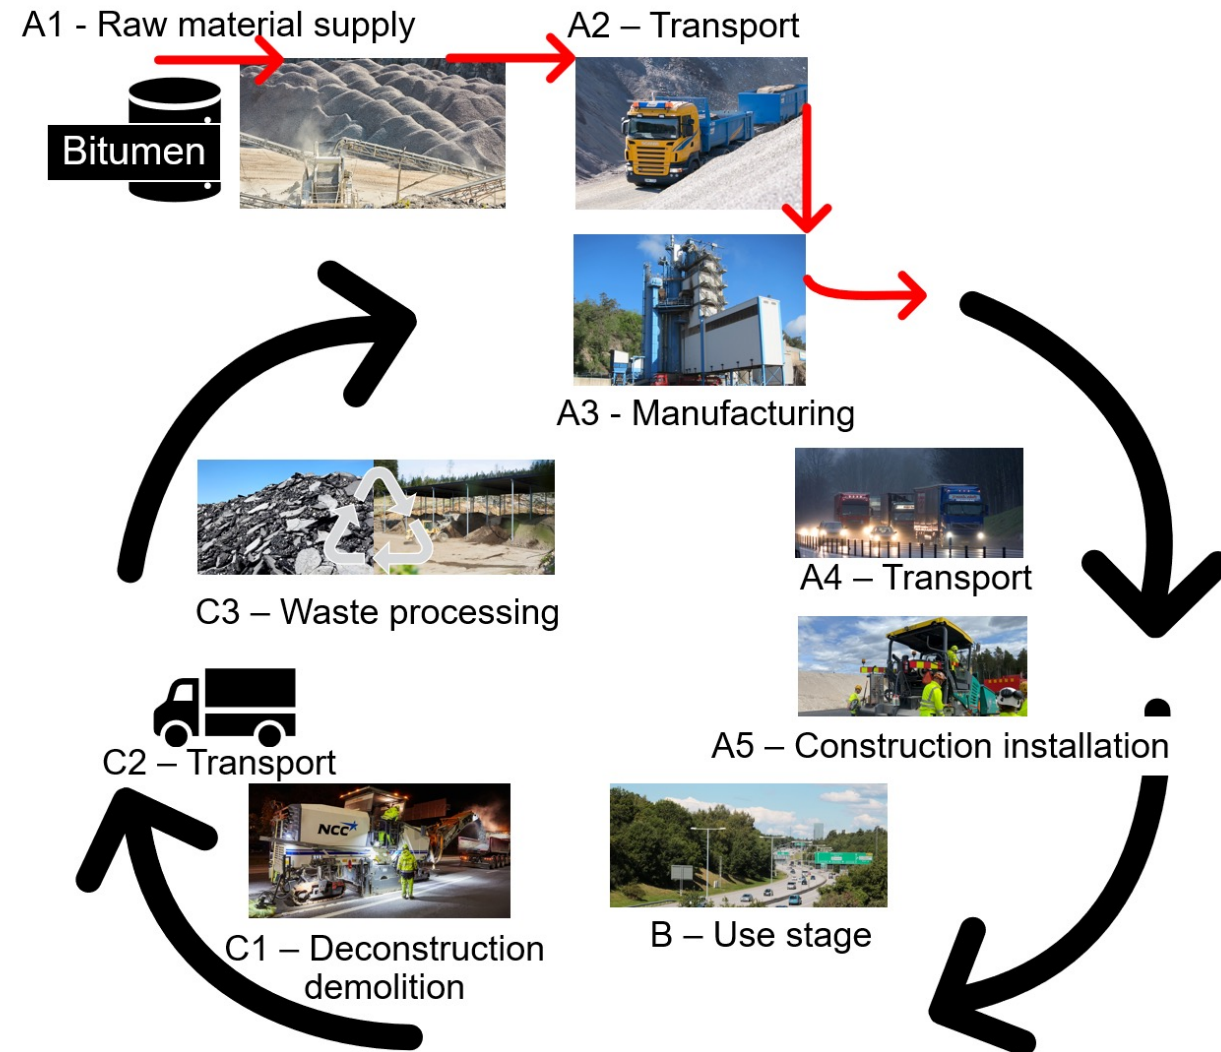 A1 - Raw material supply
A2 – Transport
Bitumen
A3 - Manufacturing
A4 – Transport
C3 – Waste processing
A5 – Construction installation
C2 – Transport
NCC
B – Use stage
C1 – Deconstruction
demolition